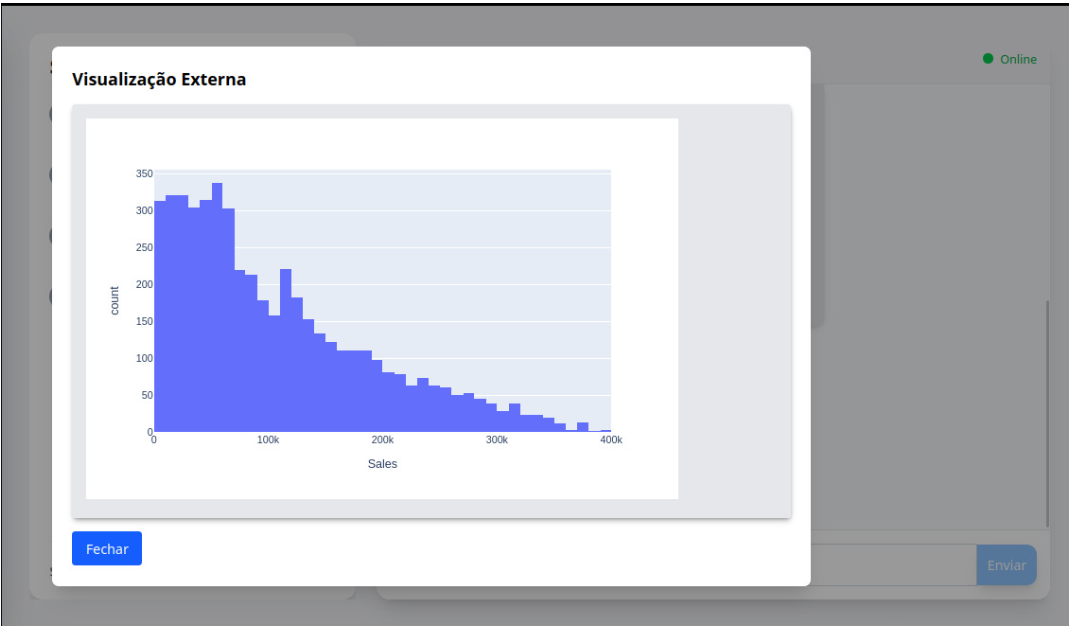 Visualização Externa
Online
350
300
250
200
150
100
50
0
count
0 100k 200k 300k 400k
Sales
Fechar
Enviar